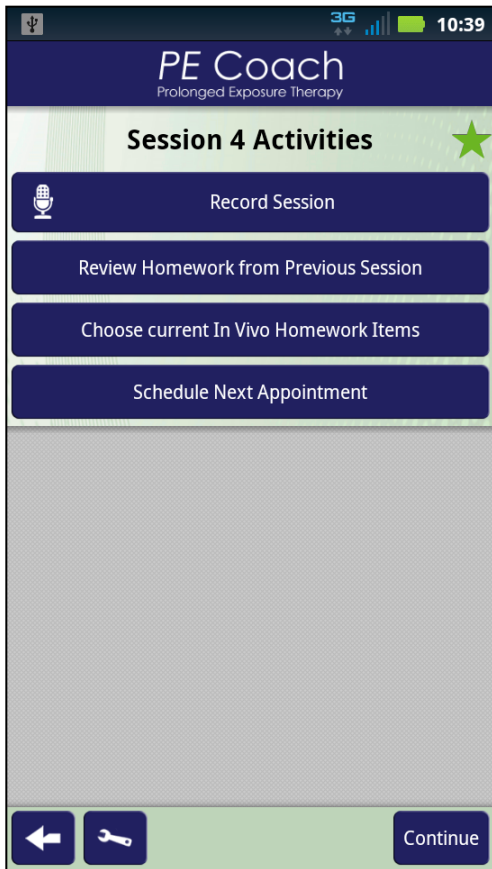 3G 10:39
PE Coach
Prolonged Exposure Therapy
Session 4 Activities
Record Session
Review Homework from Previous Session
Choose current In Vivo Homework Items
Schedule Next Appointment
Continue